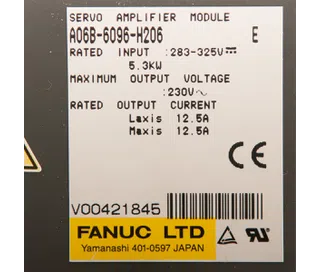 SERVO AMPLIFIER MODULE
A06B-6096-H206 E
RATED INPUT :283-325V⎓
5.3KW
MAXIMUM OUTPUT VOLTAGE
:230V~
RATED OUTPUT CURRENT
Laxis 12.5A
Maxis 12.5A
CE
V00421845
FANUC LTD
Yamanashi 401-0597 JAPAN